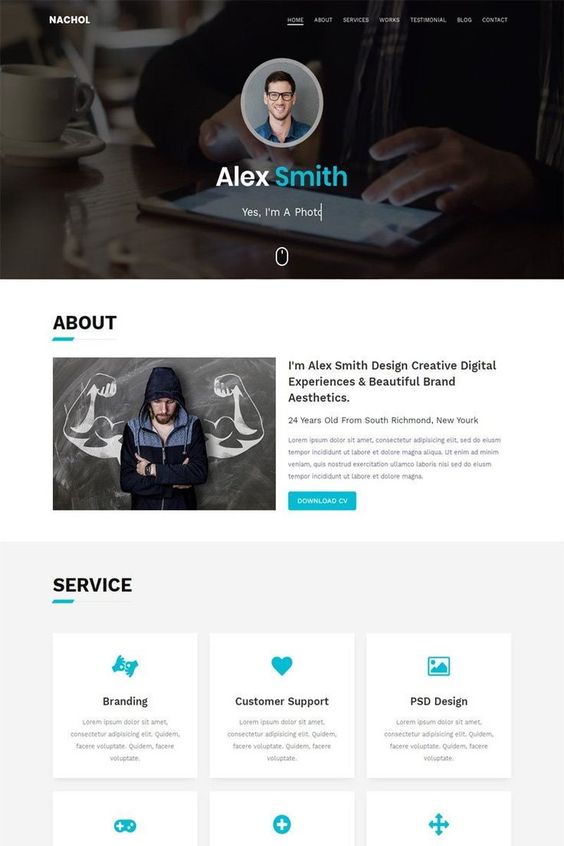 NACHOL
HOME ABOUT SERVICES WORKS TESTIMONIAL BLOG CONTACT
Alex Smith
Yes, I'm A Photo
ABOUT
I'm Alex Smith Design Creative Digital
Experiences & Beautiful Brand
Aesthetics.
24 Years Old From South Richmond, New Yourk
Lorem ipsum dolor sit amet, consectetur adipisicing elit, sed do eiusm
tempor incididunt ut labore et dolore magna aliqua. Ut enim ad minim
veniam, quis nostrud exercitation ullamco laboris nisi sed do eiusm
tempor incididunt ut labore et dolore magna.
DOWNLOAD CV
SERVICE
Branding
Lorem ipsum dolor sit amet,
consectetur adipisicing elit. Quidem,
facere voluptate. Quidem, facere
voluptate.
Customer Support
Lorem ipsum dolor sit amet,
consectetur adipisicing elit. Quidem,
facere voluptate. Quidem, facere
voluptate.
PSD Design
Lorem ipsum dolor sit amet,
consectetur adipisicing elit. Quidem,
facere voluptate. Quidem, facere
voluptate.